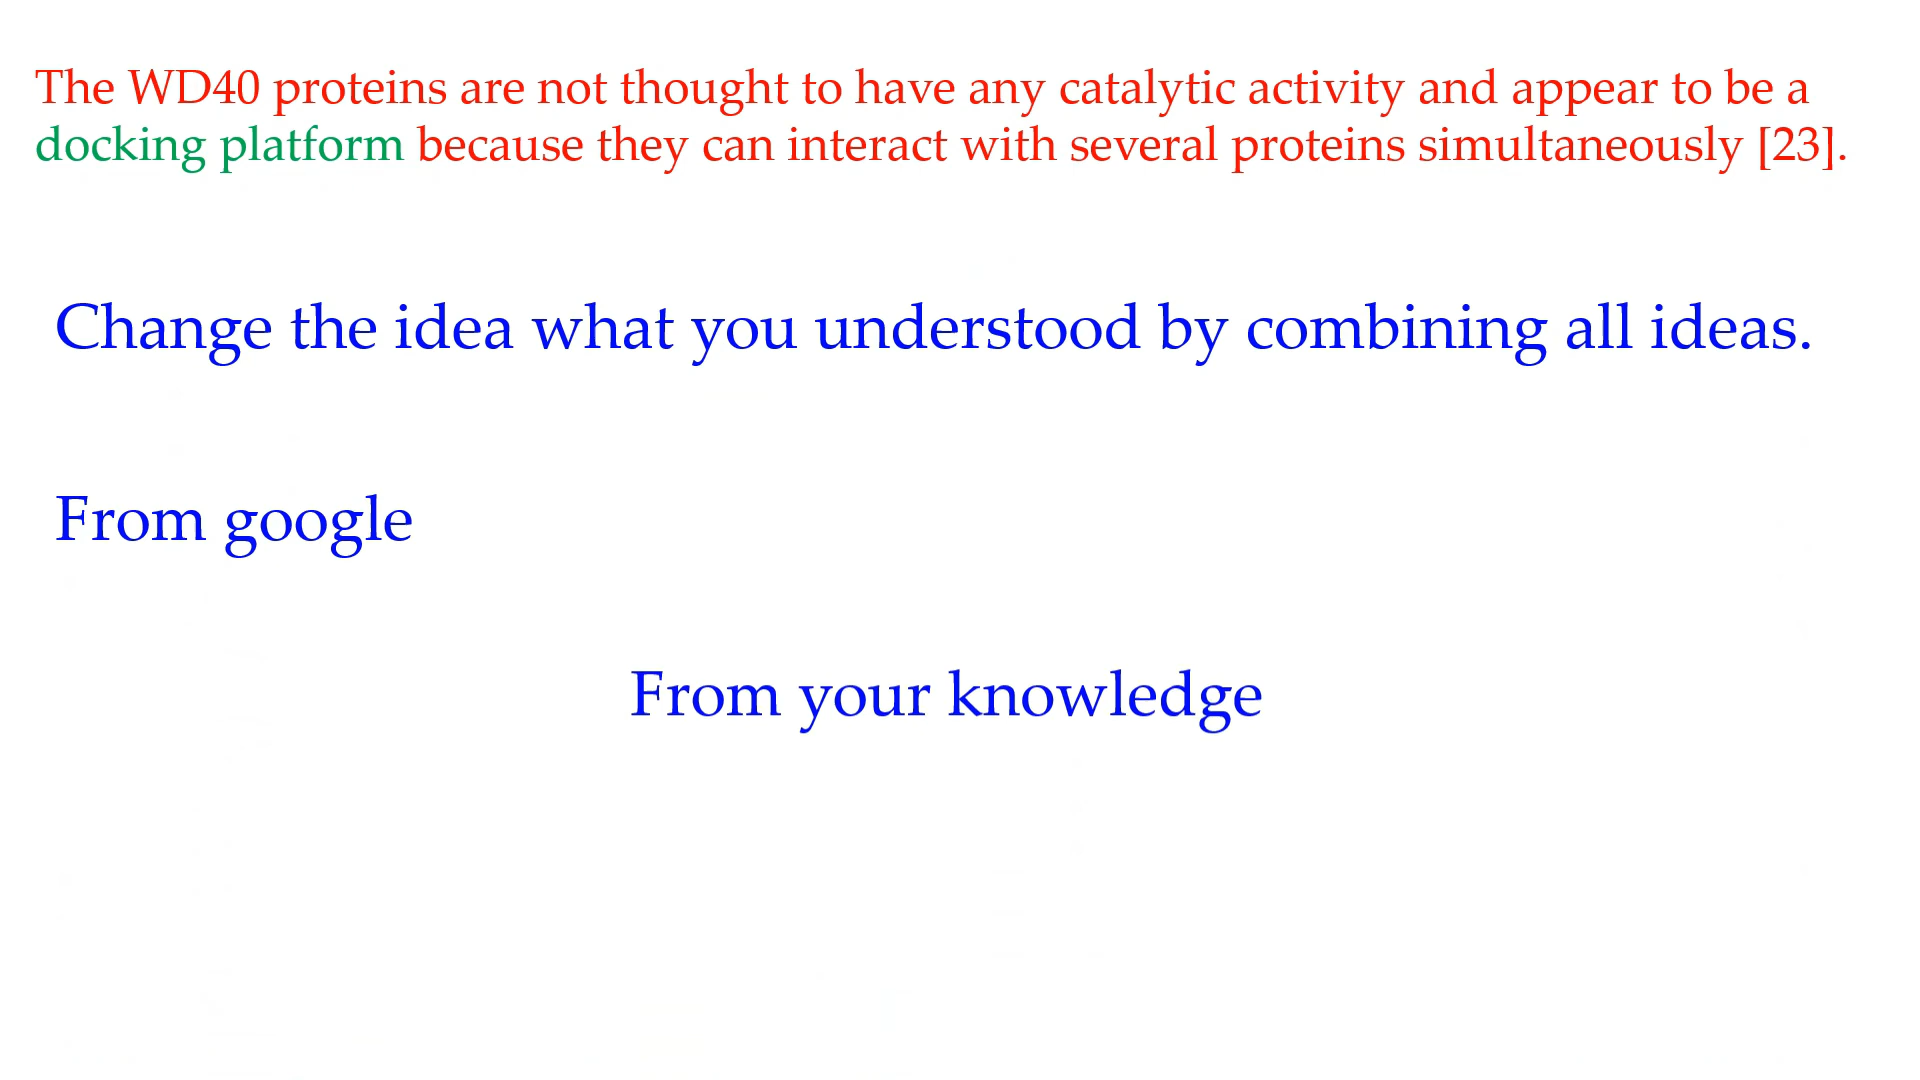 The WD40 proteins are not thought to have any catalytic activity and appear to be a
docking platform because they can interact with several proteins simultaneously [23].
Change the idea what you understood by combining all ideas.
From google
From your knowledge